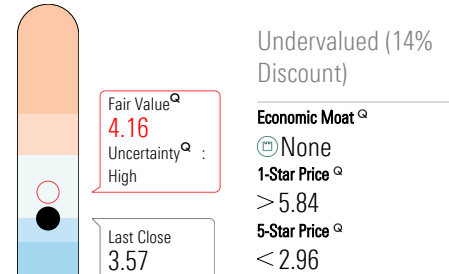 Fair Value Q
4.16
Uncertainty Q :
High
Last Close
3.57
Undervalued (14%
Discount)
Economic Moat Q
None
1-Star Price Q
>5.84
5-Star Price Q
<2.96